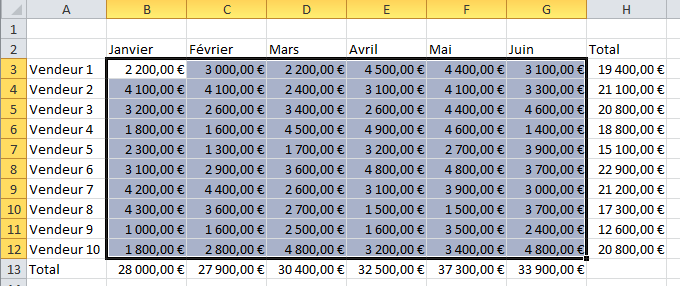 A B C D E F G H
1
2 Janvier Février Mars Avril Mai Juin Total
3 Vendeur 1 2 200,00 € 3 000,00 € 2 200,00 € 4 500,00 € 4 400,00 € 3 100,00 € 19 400,00 €
4 Vendeur 2 4 100,00 € 4 100,00 € 2 400,00 € 3 100,00 € 4 100,00 € 3 300,00 € 21 100,00 €
5 Vendeur 3 3 200,00 € 2 600,00 € 3 400,00 € 2 600,00 € 4 400,00 € 4 600,00 € 20 800,00 €
6 Vendeur 4 1 800,00 € 1 600,00 € 4 500,00 € 4 900,00 € 4 600,00 € 1 400,00 € 18 800,00 €
7 Vendeur 5 2 300,00 € 1 300,00 € 1 700,00 € 3 200,00 € 2 700,00 € 3 900,00 € 15 100,00 €
8 Vendeur 6 3 100,00 € 2 900,00 € 3 600,00 € 4 800,00 € 4 800,00 € 3 700,00 € 22 900,00 €
9 Vendeur 7 4 200,00 € 4 400,00 € 2 600,00 € 3 100,00 € 3 900,00 € 3 000,00 € 21 200,00 €
10 Vendeur 8 4 300,00 € 3 600,00 € 2 700,00 € 1 500,00 € 1 500,00 € 3 700,00 € 17 300,00 €
11 Vendeur 9 1 000,00 € 1 600,00 € 2 500,00 € 1 600,00 € 3 500,00 € 2 400,00 € 12 600,00 €
12 Vendeur 10 1 800,00 € 2 800,00 € 4 800,00 € 3 200,00 € 3 400,00 € 4 800,00 € 20 800,00 €
13 Total 28 000,00 € 27 900,00 € 30 400,00 € 32 500,00 € 37 300,00 € 33 900,00 €